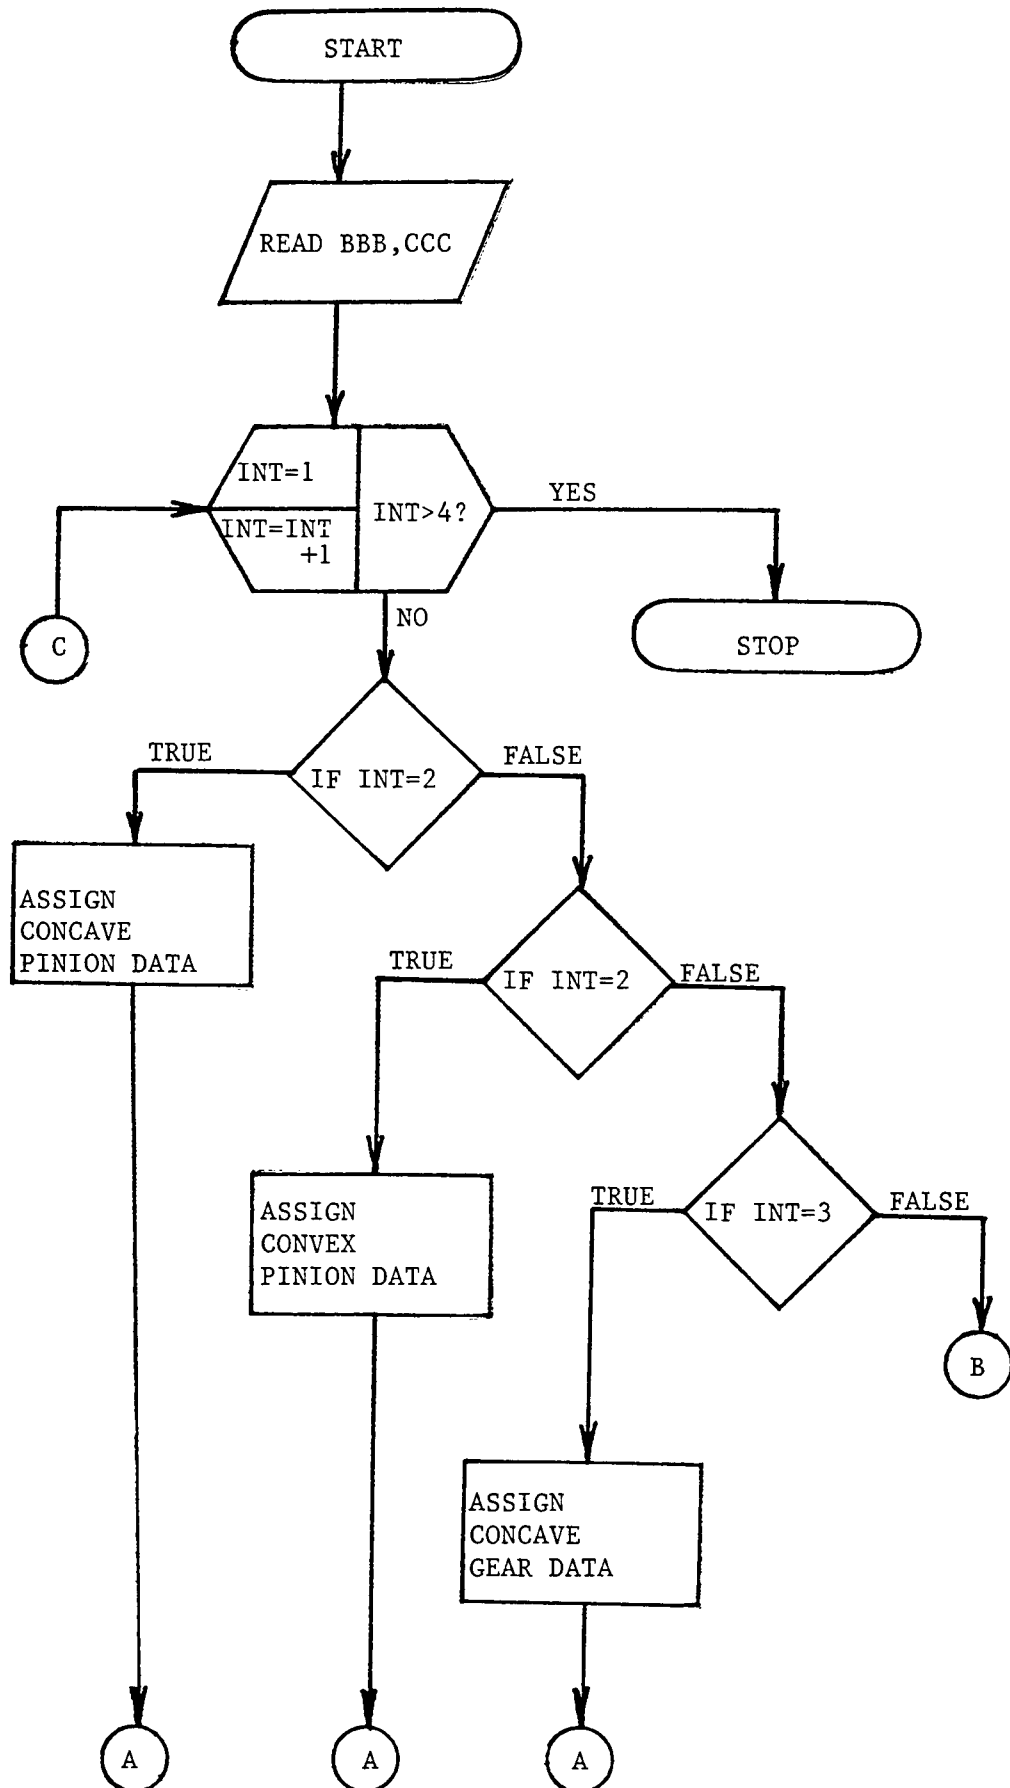 START
READ BBB,CCC
INT=1
INT=INT
+1
INT>4?
YES
NO
C
STOP
TRUE
IF INT=2
FALSE
ASSIGN
CONCAVE
PINION DATA
TRUE
IF INT=2
FALSE
ASSIGN
CONVEX
PINION DATA
TRUE
IF INT=3
FALSE
B
ASSIGN
CONCAVE
GEAR DATA
A
A
A